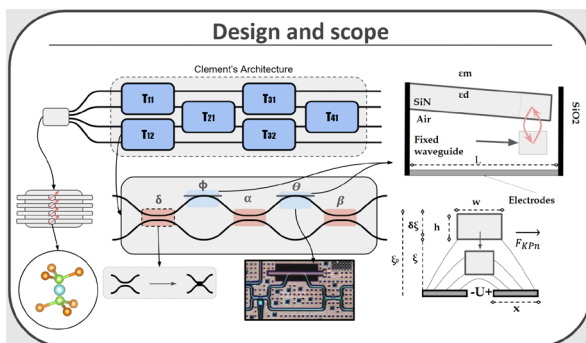 Design and scope
Clement's Architecture
T11
T31
T21
T41
T12
T32
εm
SiN
εd
SiO2
Air
Fixed
waveguide
L
Electrodes
Φ
Θ
δ
α
β
w
h
δξ
ξ₀
ξ
F_KPn
-U+
x